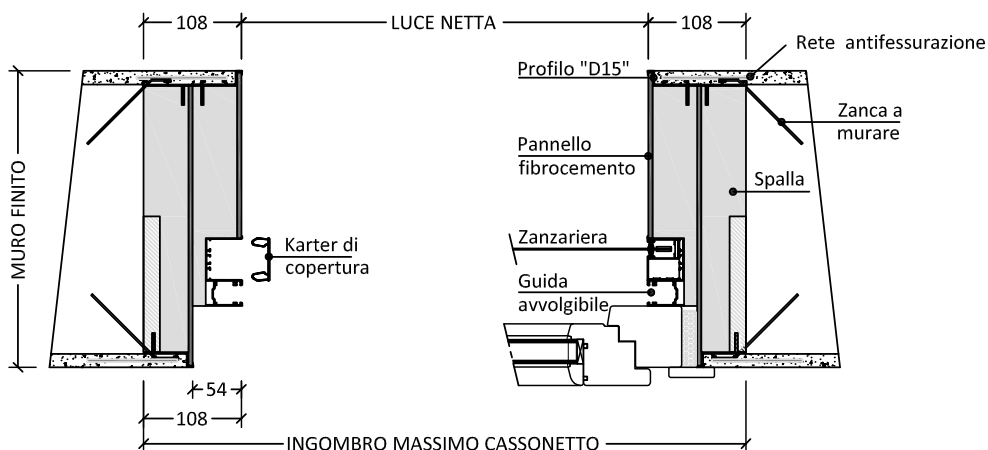 108
LUCE NETTA
108
Rete antifessurazione
Profilo "D15"
Zanca a
murare
Pannello
fibrocemento
Spalla
MURO FINITO
Zanzariera
Karter di
copertura
Guida
avvolgibile
54
108
INGOMBRO MASSIMO CASSONETTO